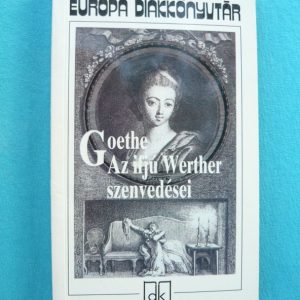 EURÓPA DIÁKKÖNYVTÁR
Goethe
Az ifjú Werther
szenvedései
dk